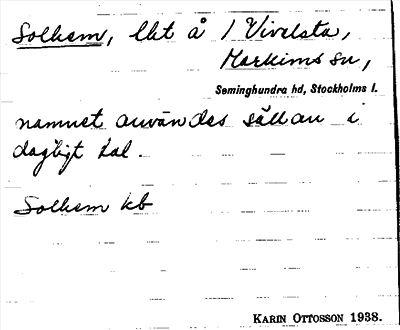 Solhem, lht å 1 Vivelsta,
Markims sn,
Seminghundra hd, Stockholms l.
namnet användes sällan i
dagligt tal.
Solhem kb
KARIN OTTOSSON 1938.